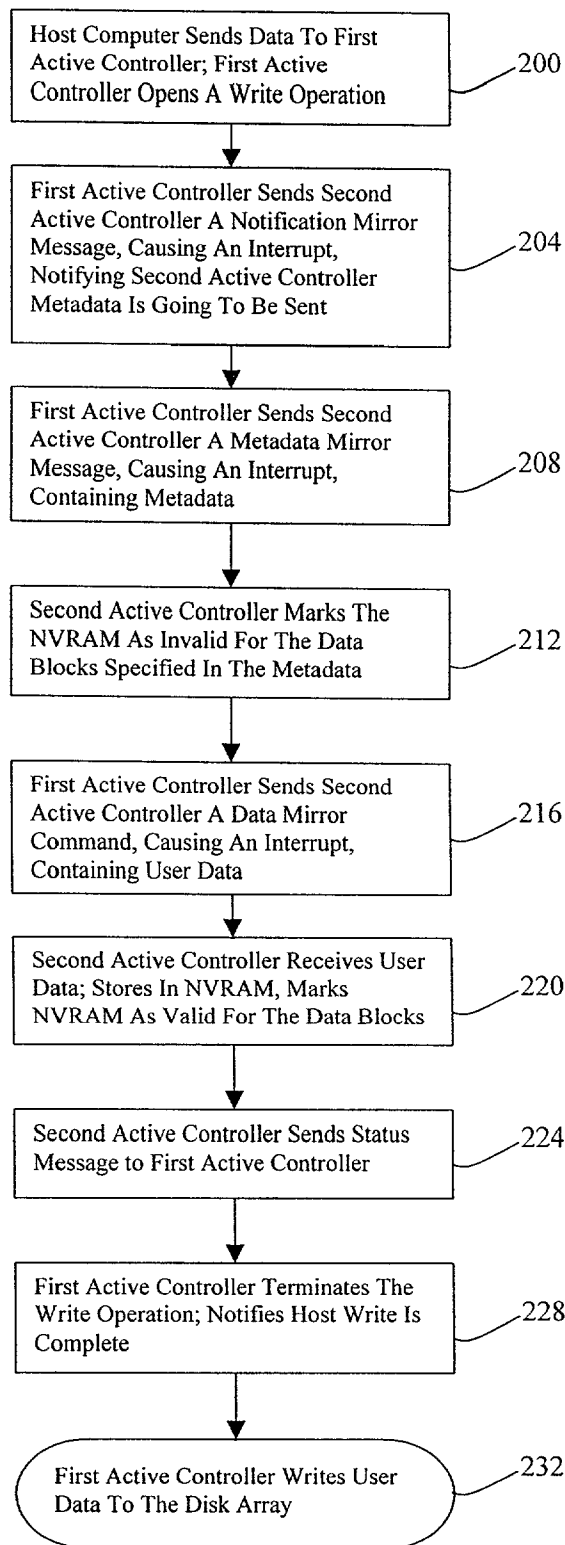 Host Computer Sends Data To First
Active Controller; First Active
Controller Opens A Write Operation
200
First Active Controller Sends Second
Active Controller A Notification Mirror
Message, Causing An Interrupt,
Notifying Second Active Controller
Metadata Is Going To Be Sent
204
First Active Controller Sends Second
Active Controller A Metadata Mirror
Message, Causing An Interrupt,
Containing Metadata
208
Second Active Controller Marks The
NVRAM As Invalid For The Data
Blocks Specified In The Metadata
212
First Active Controller Sends Second
Active Controller A Data Mirror
Command, Causing An Interrupt,
Containing User Data
216
Second Active Controller Receives User
Data; Stores In NVRAM, Marks
NVRAM As Valid For The Data Blocks
220
Second Active Controller Sends Status
Message to First Active Controller
224
First Active Controller Terminates The
Write Operation; Notifies Host Write Is
Complete
228
First Active Controller Writes User
Data To The Disk Array
232